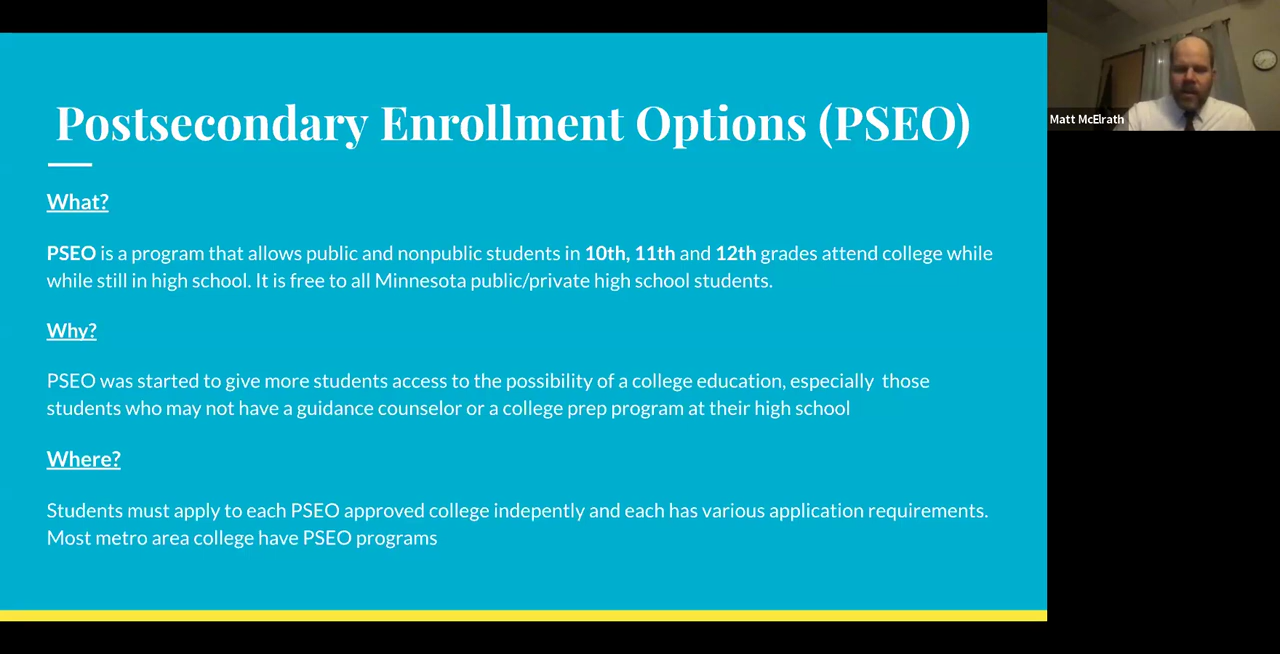 Postsecondary Enrollment Options (PSEO)
What?
PSEO is a program that allows public and nonpublic students in 10th, 11th and 12th grades attend college while
while still in high school. It is free to all Minnesota public/private high school students.
Why?
PSEO was started to give more students access to the possibility of a college education, especially  those
students who may not have a guidance counselor or a college prep program at their high school
Where?
Students must apply to each PSEO approved college indepently and each has various application requirements.
Most metro area college have PSEO programs
Matt McElrath